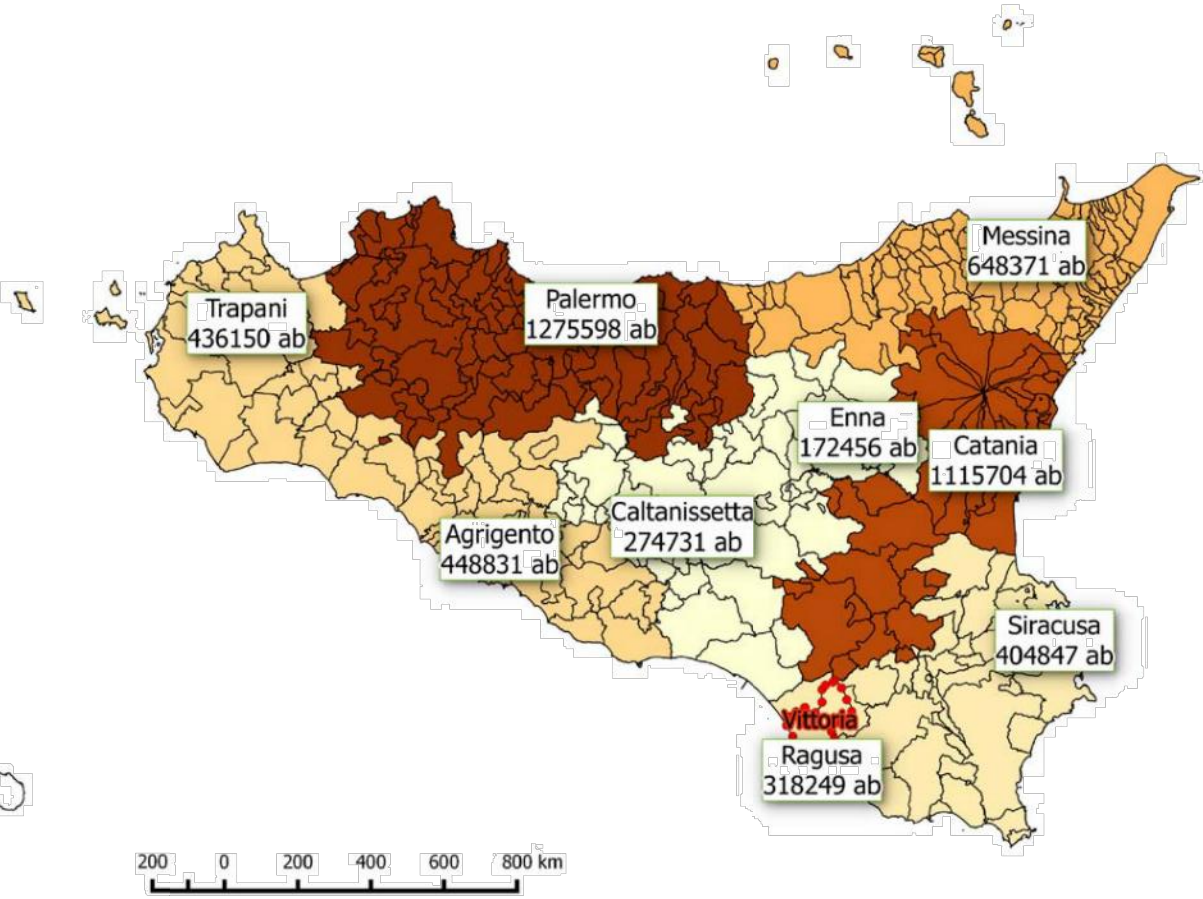 Messina
648371 ab
Trapani
436150 ab
Palermo
1275598 ab
Enna
172456 ab
Catania
1115704 ab
Agrigento
448831 ab
Caltanissetta
274731 ab
Siracusa
404847 ab
Vittoria
Ragusa
318249 ab
200 0 200 400 600 800 km